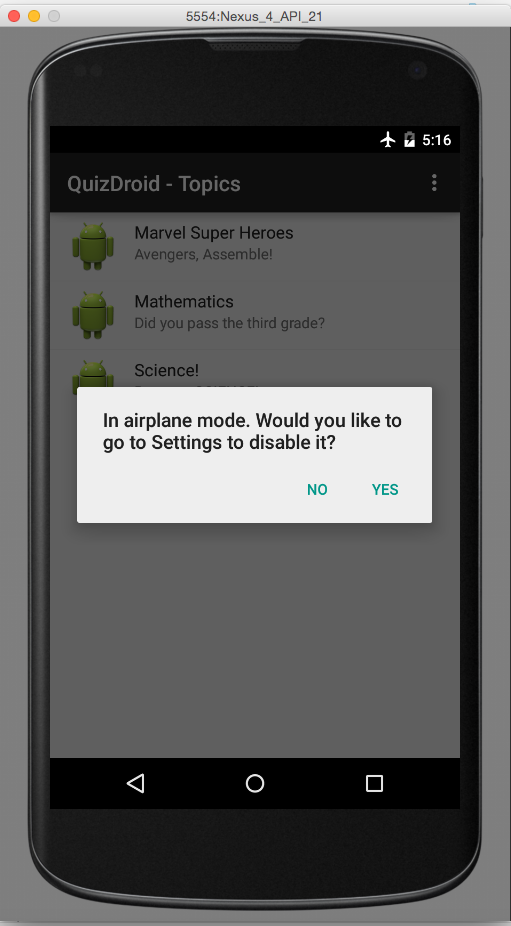 5554:Nexus_4_API_21
5:16
QuizDroid - Topics
Marvel Super Heroes
Avengers, Assemble!
Mathematics
Did you pass the third grade?
Science!
In airplane mode. Would you like to
go to Settings to disable it?
NO YES